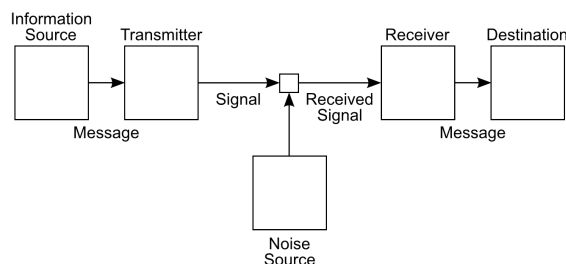 Information
Source
Transmitter
Receiver
Destination
Signal
Received
Signal
Message
Message
Noise
Source